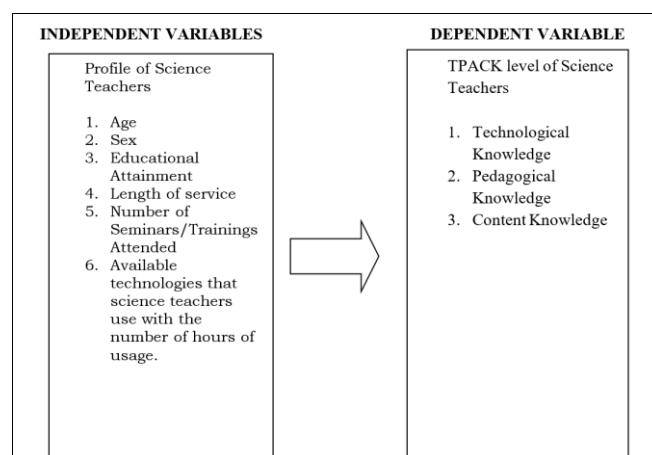 INDEPENDENT VARIABLES
Profile of Science
Teachers
1. Age
2. Sex
3. Educational
Attainment
4. Length of service
5. Number of
Seminars/Trainings
Attended
6. Available
technologies that
science teachers
use with the
number of hours of
usage.
DEPENDENT VARIABLE
TPACK level of Science
Teachers
1. Technological
Knowledge
2. Pedagogical
Knowledge
3. Content Knowledge